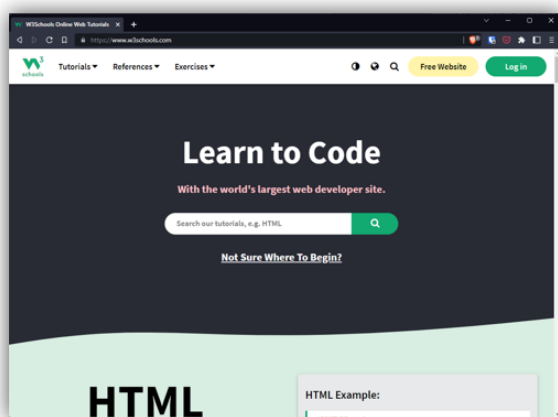 W3Schools Online Web Tutorials
https://www.w3schools.com
W3 schools
Tutorials
References
Exercises
Free Website
Log in
Learn to Code
With the world's largest web developer site.
Search our tutorials, e.g. HTML
Not Sure Where To Begin?
HTML
HTML Example: